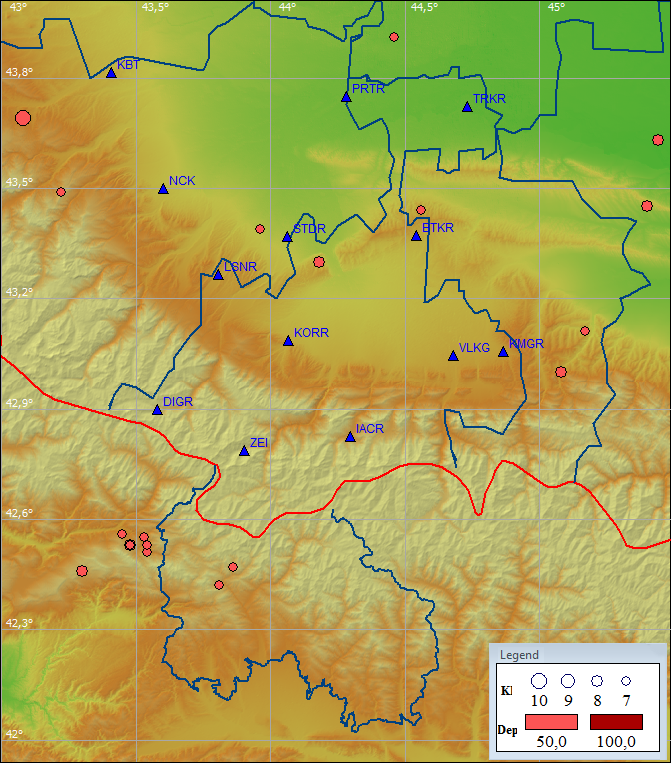 43° 43,5° 44° 44,5° 45°
KBT
43,8°
PRTR
TRKR
NCK
43,5°
STDR
BTKR
LSNR
43,2°
KORR
VLKG
KMGR
DIGR
42,9°
IACR
ZEI
42,6°
42,3°
Legend
Kl
10 9 8 7
42°
Dep
50,0 100,0